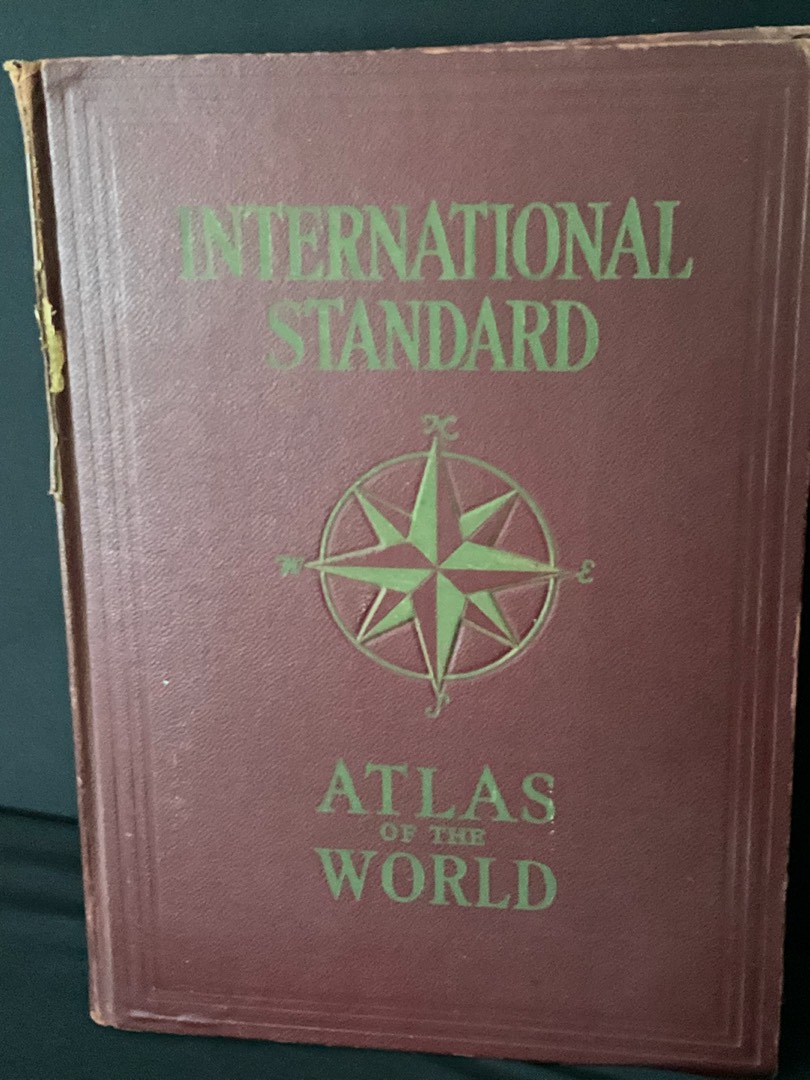 INTERNATIONAL
STANDARD
N
W E
S
ATLAS
OF THE
WORLD